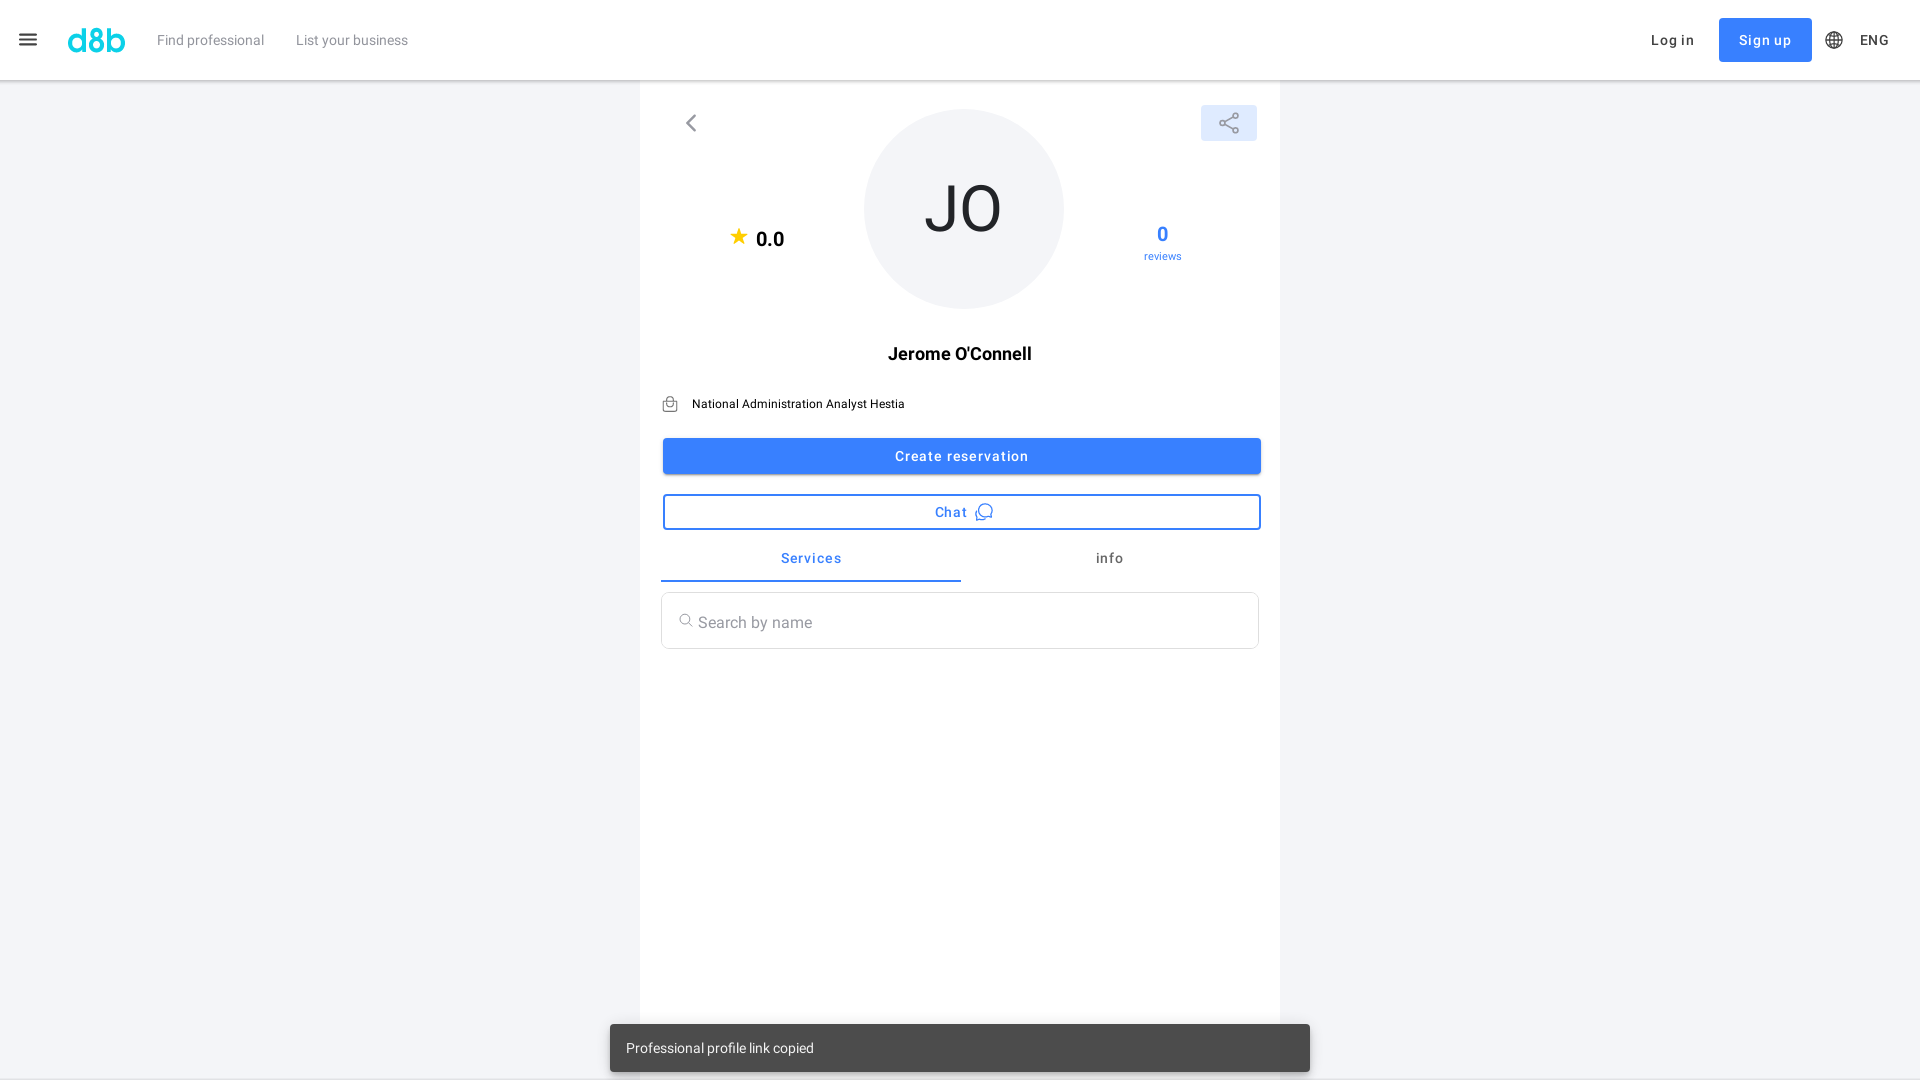 d8b
Find professional
List your business
Log in
Sign up
ENG
JO
0.0
0
reviews
Jerome O'Connell
National Administration Analyst Hestia
Create reservation
Chat
Services
info
Search by name
Professional profile link copied